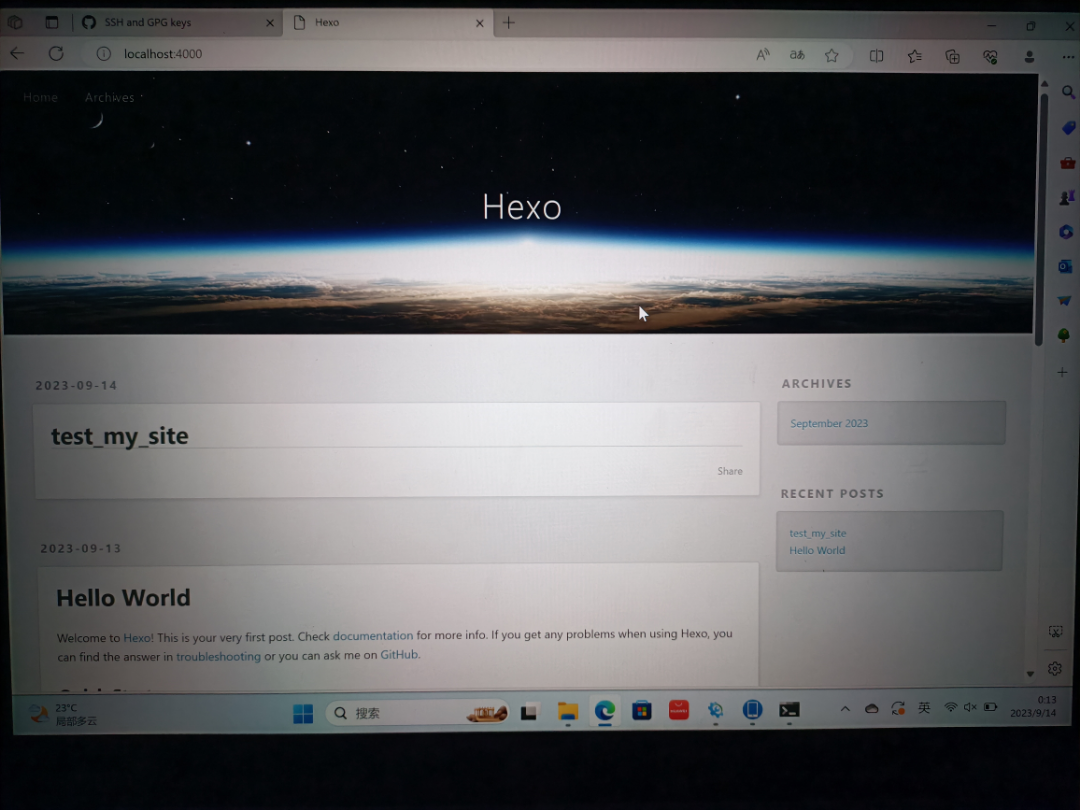 SSH and GPG keys
Hexo
localhost:4000
Home
Archives
Hexo
2023-09-14
test_my_site
Share
2023-09-13
Hello World
Welcome to Hexo! This is your very first post. Check documentation for more info. If you get any problems when using Hexo, you
can find the answer in troubleshooting or you can ask me on GitHub.
ARCHIVES
September 2023
RECENT POSTS
test_my_site
Hello World
23°C
局部多云
搜索
英
0:13
2023/9/14